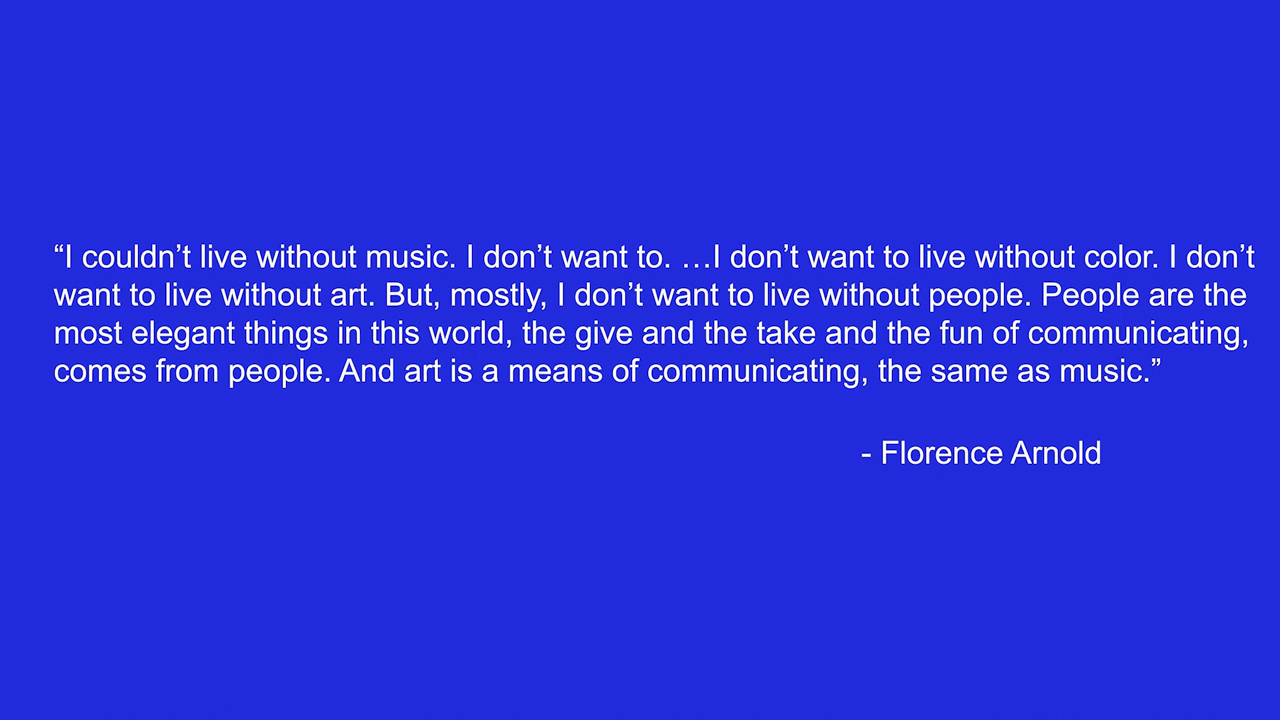 “I couldn’t live without music. I don’t want to. …I don’t want to live without color. I don’t
want to live without art. But, mostly, I don’t want to live without people. People are the
most elegant things in this world, the give and the take and the fun of communicating,
comes from people. And art is a means of communicating, the same as music.”
- Florence Arnold